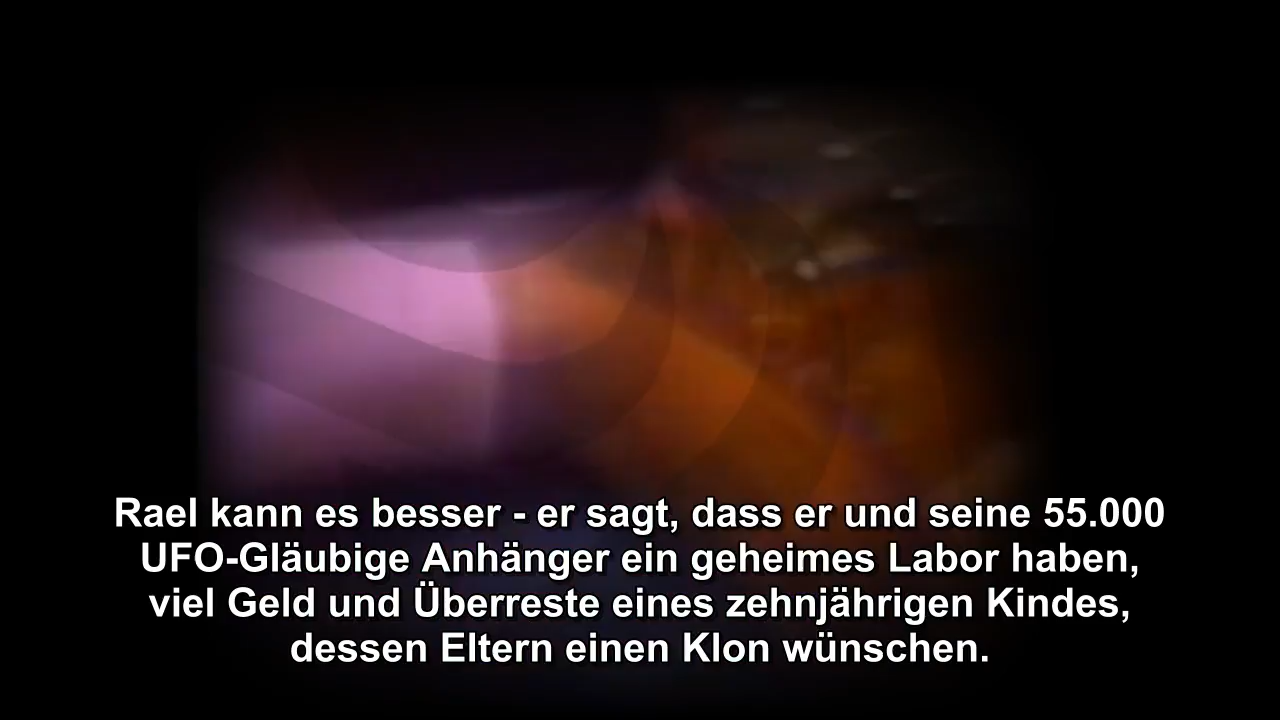 Rael kann es besser - er sagt, dass er und seine 55.000
UFO-Gläubige Anhänger ein geheimes Labor haben,
viel Geld und Überreste eines zehnjährigen Kindes,
dessen Eltern einen Klon wünschen.